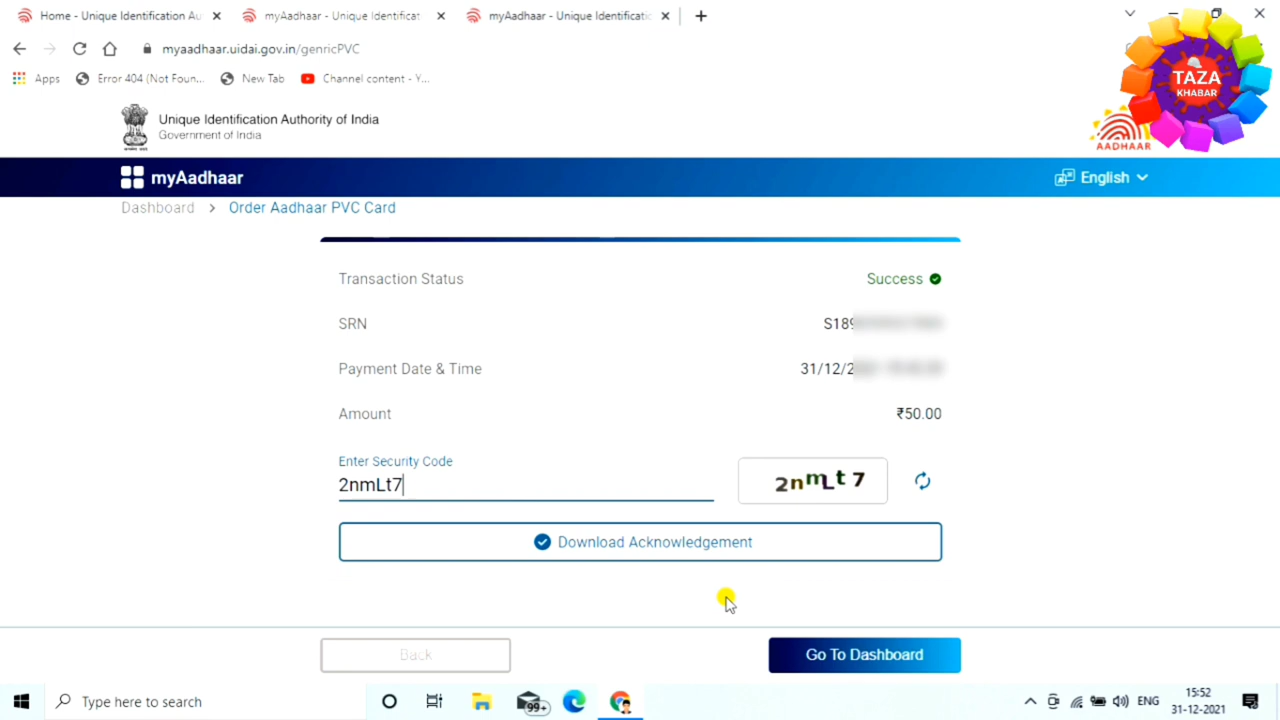 Home - Unique Identification Au
myAadhaar - Unique Identificat
myAadhaar - Unique Identificatio
myaadhaar.uidai.gov.in/genricPVC
Apps
Error 404 (Not Foun...
New Tab
Channel content - Y...
TAZA
KHABAR
AADHAAR
Unique Identification Authority of India
Government of India
myAadhaar
English
Dashboard > Order Aadhaar PVC Card
Transaction Status
Success
SRN
S189
Payment Date & Time
31/12/2
Amount
₹50.00
Enter Security Code
2nmLt7
2nmLt7
Download Acknowledgement
Back
Go To Dashboard
Type here to search
99+
ENG
15:52
31-12-2021